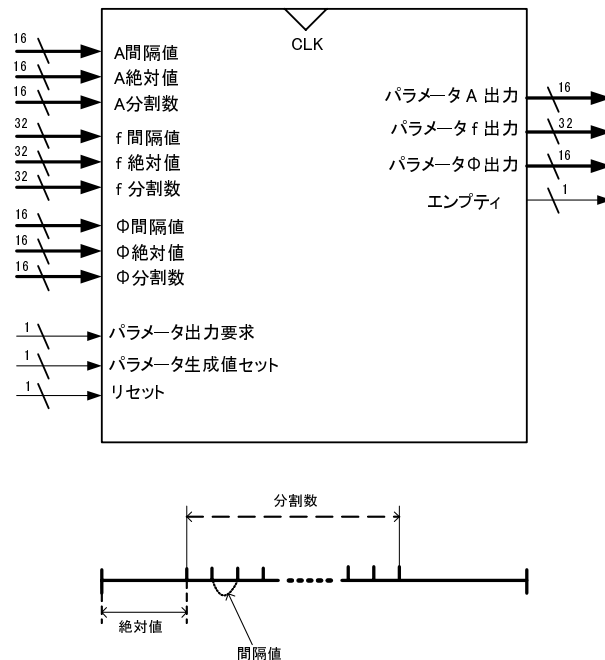 CLK
16
A間隔値
16
A絶対値
16
A分割数
32
f 間隔値
32
f 絶対値
32
f 分割数
16
Φ間隔値
16
Φ絶対値
16
Φ分割数
1
パラメータ出力要求
1
パラメータ生成値セット
1
リセット
パラメータ A 出力
16
パラメータ f 出力
32
パラメータΦ出力
16
エンプティ
1
分割数
絶対値
間隔値